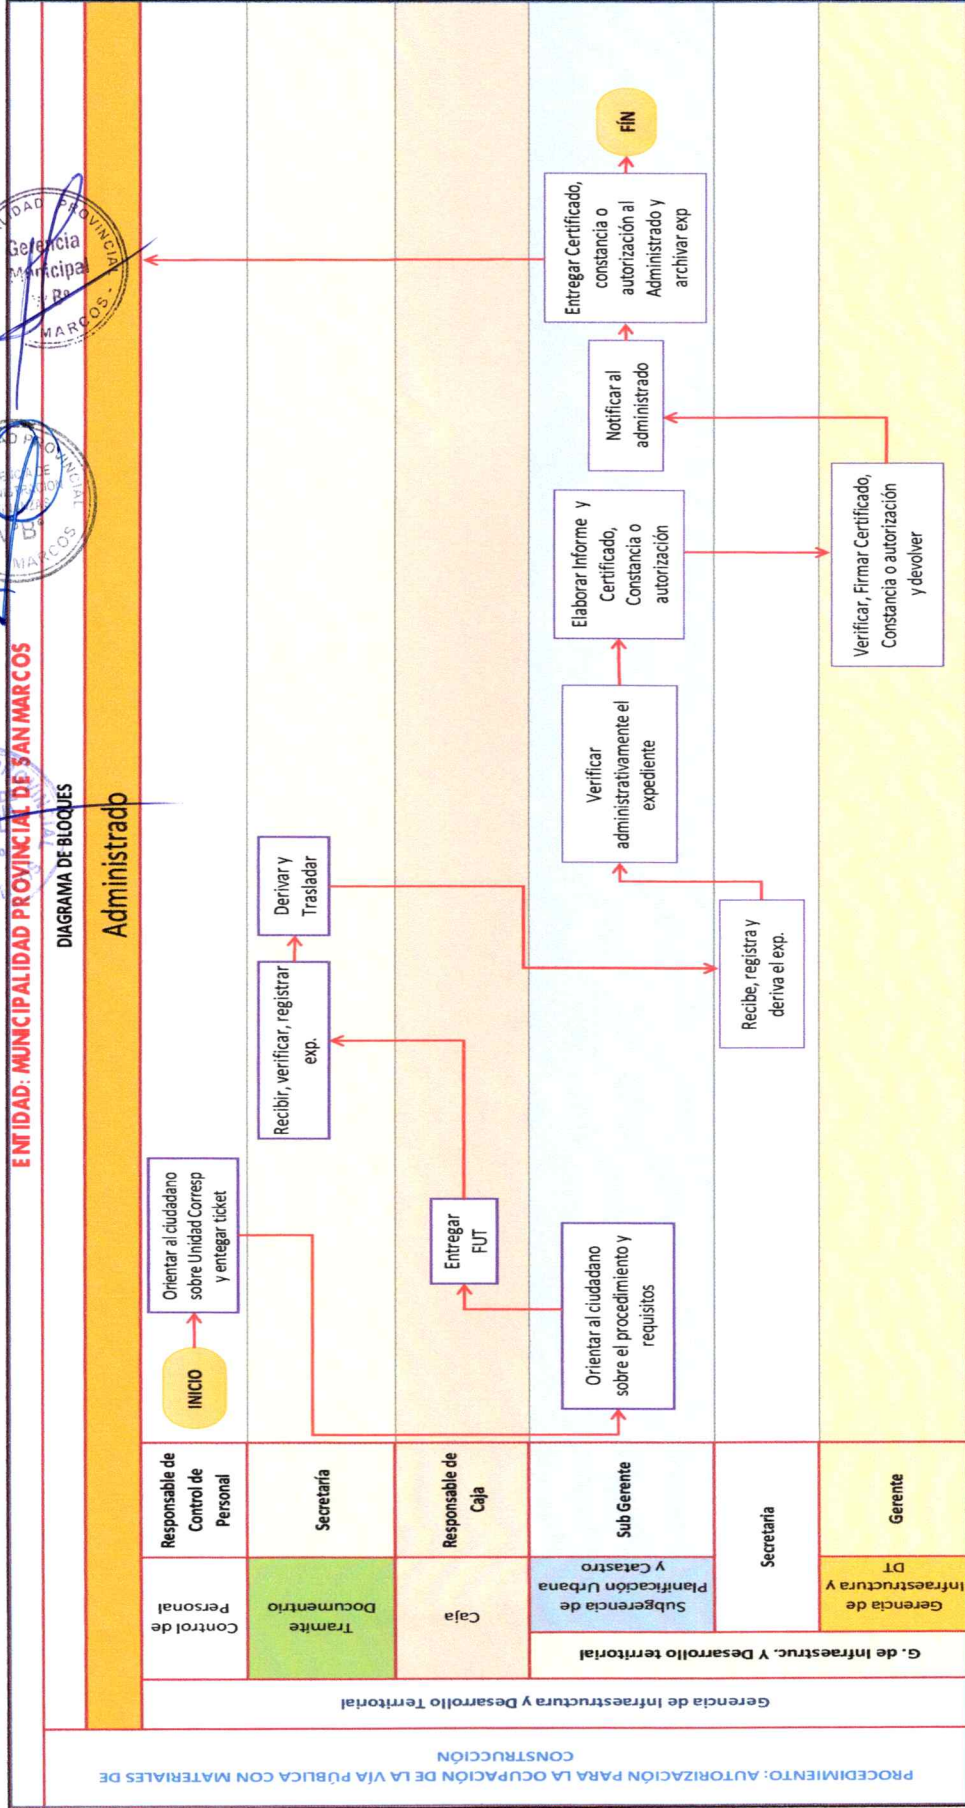 ENTIDAD: MUNICIPALIDAD PROVINCIAL DE SAN MARCOS
DIAGRAMA DE BLOQUES
Administrado
PROCEDIMIENTO: AUTORIZACIÓN PARA LA OCUPACIÓN DE LA VÍA PÚBLICA CON MATERIALES DE
CONSTRUCCIÓN
Gerencia de Infraestructura y Desarrollo Territorial
Control de
Personal
Responsable de
Control de
Personal
INICIO
Orientar al ciudadano
sobre Unidad Corresp
y entegar ticket
Tramite
Documentrio
Secretaría
Recibir, verificar, registrar
exp.
Derivar y
Trasladar
Caja
Responsable de
Caja
Entregar
FUT
G. de Infraestruc. Y Desarrollo territorial
Subgerencia de
Planificación Urbana
y Catastro
Sub Gerente
Orientar al ciudadano
sobre el procedimiento y
requisitos
Verificar
administrativamente el
expediente
Elaborar Informe y
Certificado,
Constancia o
autorización
Notificar al
administrado
Entregar Certificado,
constancia o
autorización al
Administrado y
archivar exp
FÍN
Secretaria
Recibe, registra y
deriva el exp.
Gerencia de
Infraestructura y
DT
Gerente
Verificar, Firmar Certificado,
Constancia o autorización
y devolver
PROVINCIAL
Gerencia
Municipal
MARCOS
PROVINCIAL
MARCOS